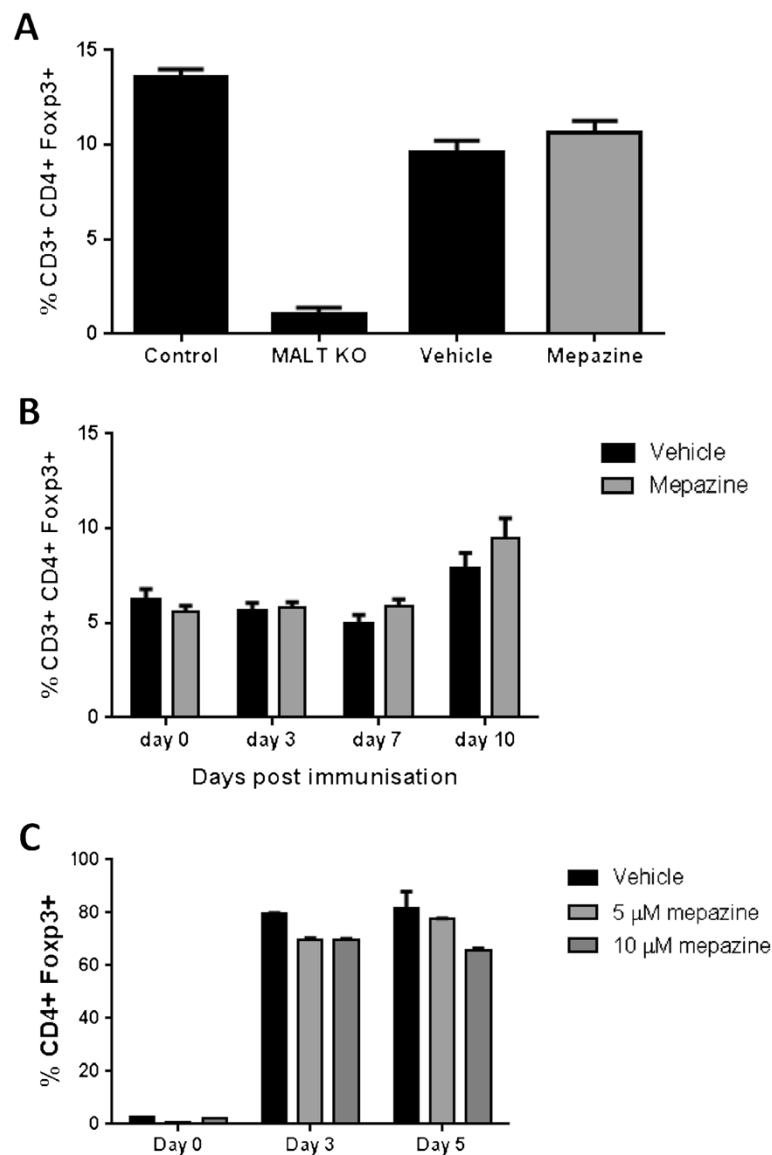 A
% CD3+ CD4+ Foxp3+
15
10
5
0
Control MALT KO Vehicle Mepazine
B
% CD3+ CD4+ Foxp3+
15
10
5
0
day 0 day 3 day 7 day 10
Days post immunisation
Vehicle
Mepazine
C
% CD4+ Foxp3+
100
80
60
40
20
0
Day 0 Day 3 Day 5
Vehicle
5 µM mepazine
10 µM mepazine